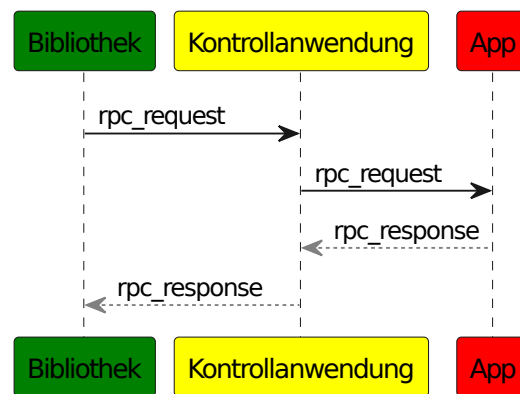 Bibliothek Kontrollanwendung App
rpc_request
rpc_request
rpc_response
rpc_response
Bibliothek Kontrollanwendung App